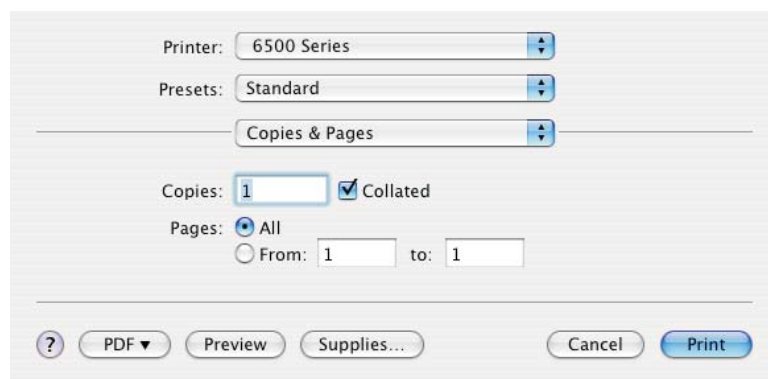 Printer: 6500 Series
Presets: Standard
Copies & Pages
Copies: 1 Collated
Pages: All
From: 1 to: 1
? PDF ▼ Preview Supplies... Cancel Print